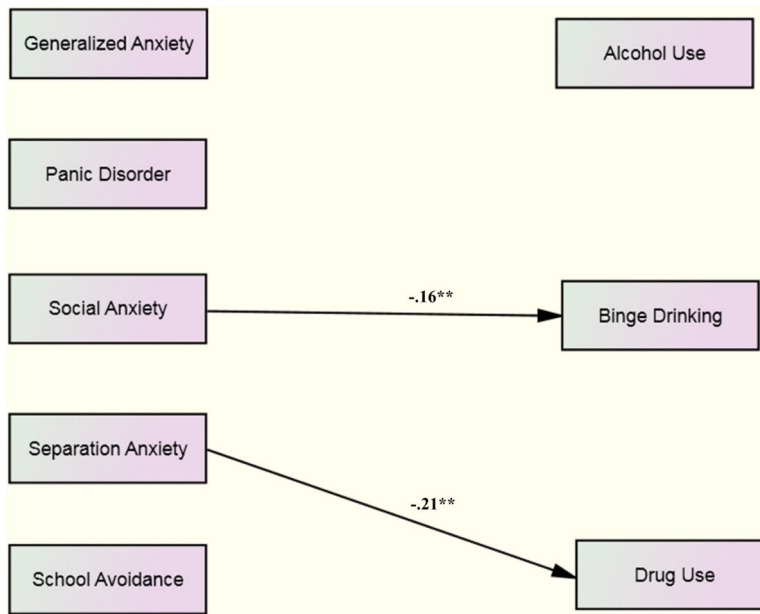 Generalized Anxiety
Alcohol Use
Panic Disorder
Social Anxiety
-.16**
Binge Drinking
Separation Anxiety
-.21**
School Avoidance
Drug Use